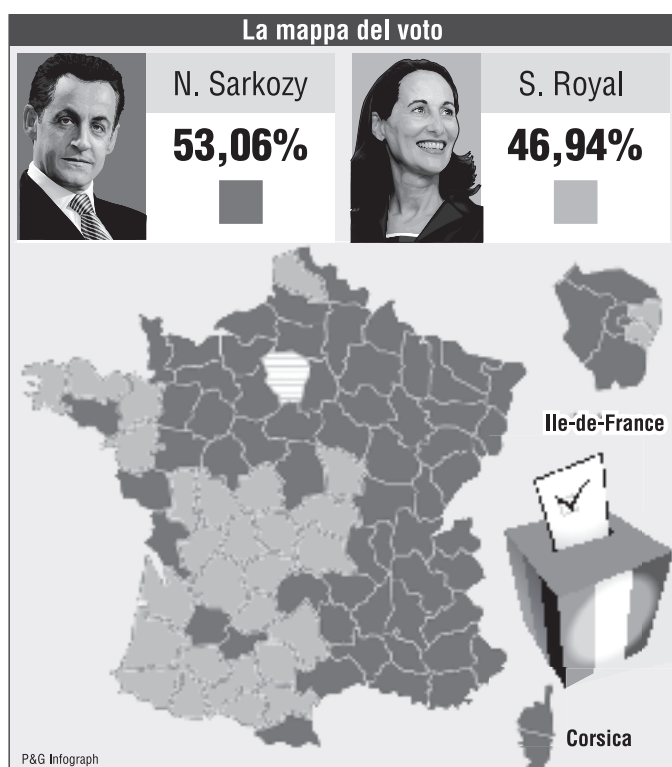 La mappa del voto
N. Sarkozy
53,06%
S. Royal
46,94%
Ile-de-France
Corsica
P&G Infograph